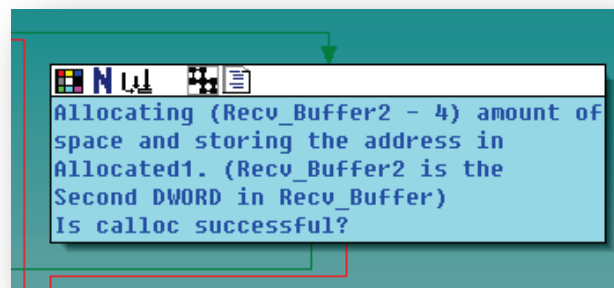 Allocating (Recv_Buffer2 - 4) amount of
space and storing the address in
Allocated1. (Recv_Buffer2 is the
Second DWORD in Recv_Buffer)
Is calloc successful?